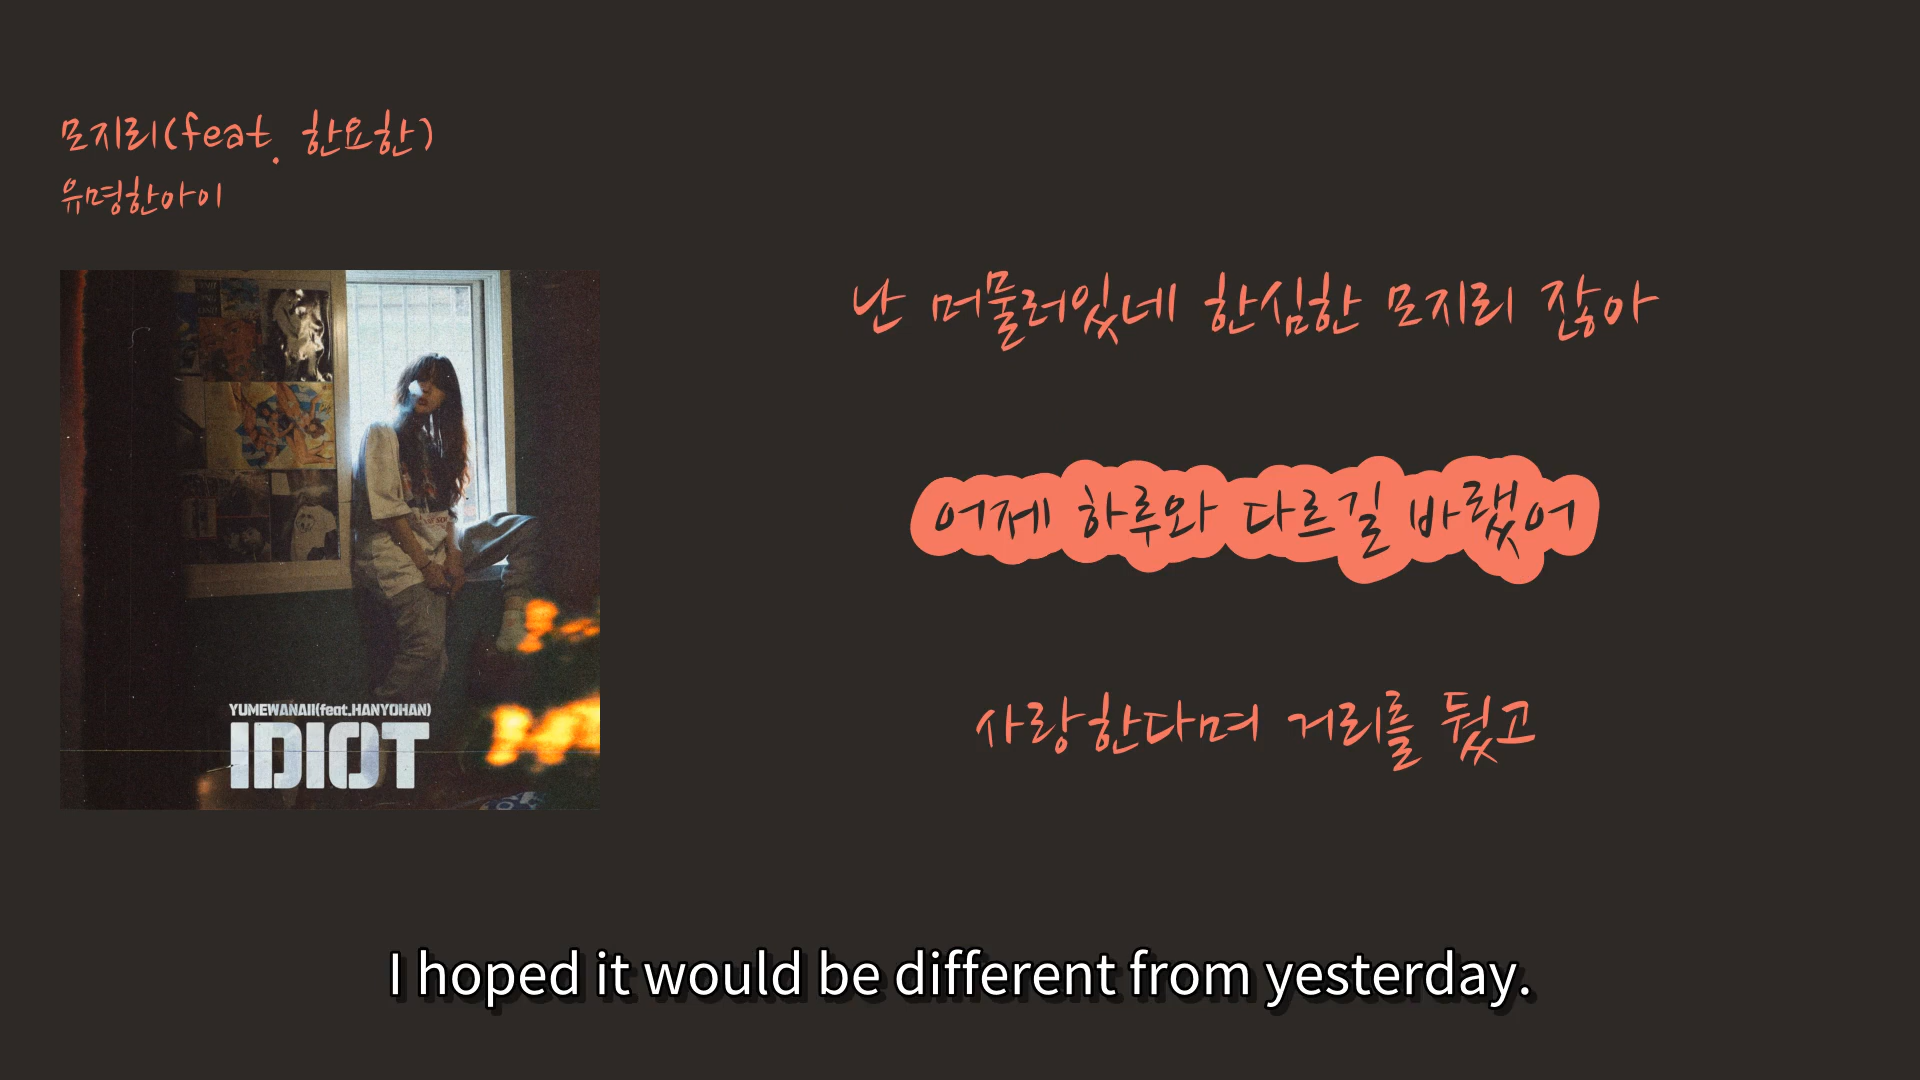 모지리(feat. 한요한)
유명한아이
난 머물러있네 한심한 모지리 잖아
어제 하루와 다르길 바랬어
사랑한다며 거리를 뒀고
YUMEWANAII(feat.HANYOHAN)
IDIOT
I hoped it would be different from yesterday.